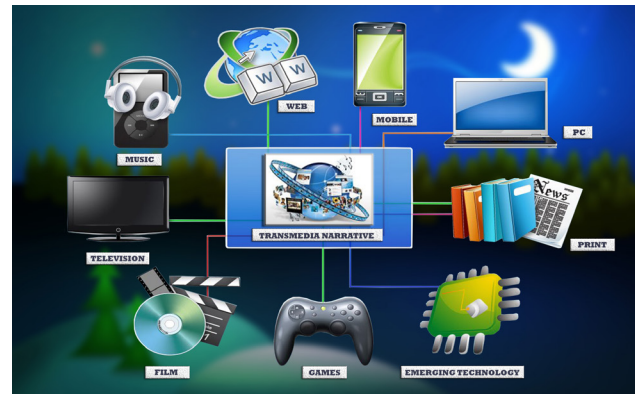 W W
WEB
MOBILE
MUSIC
PC
News
TRANSMEDIA NARRATIVE
TELEVISION
PRINT
FILM
GAMES
EMERGING TECHNOLOGY